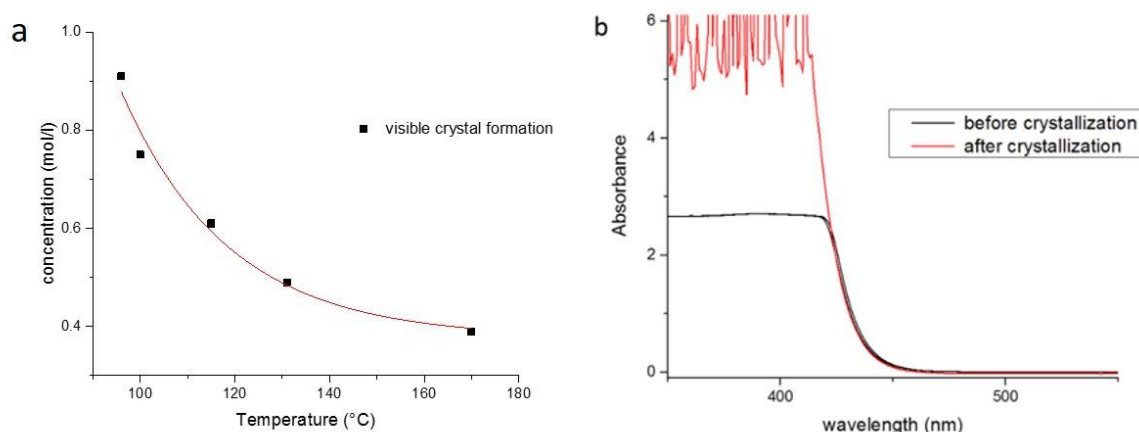 a
1.0
0.8
0.6
0.4
concentration (mol/l)
visible crystal formation
100 120 140 160 180
Temperature (°C)
b
6
4
2
0
Absorbance
before crystallization
after crystallization
400 500
wavelength (nm)